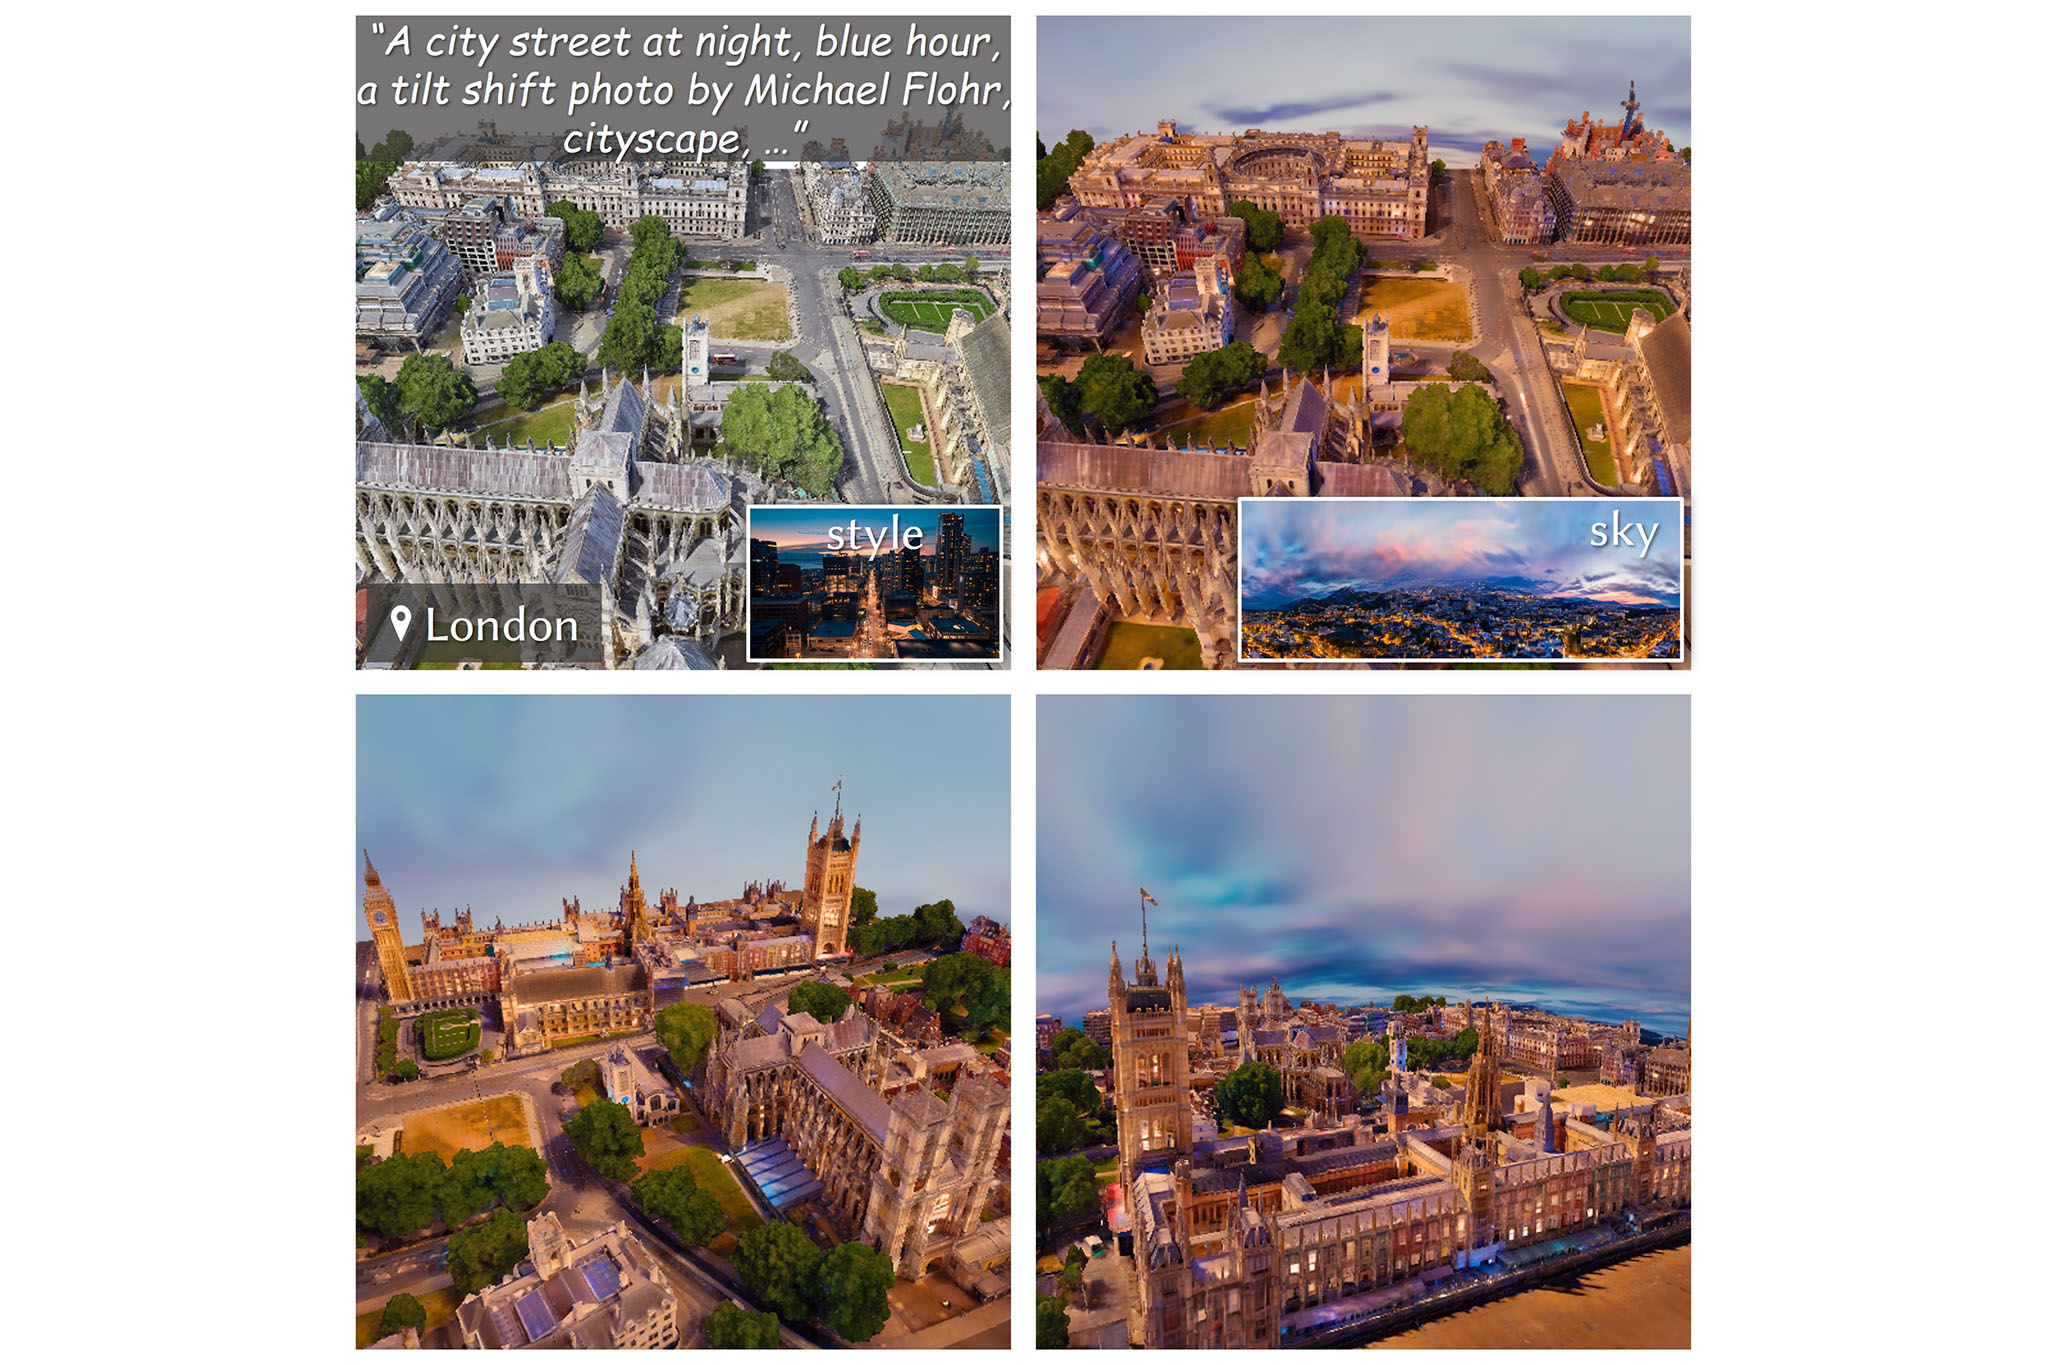 “A city street at night, blue hour,
a tilt shift photo by Michael Flohr,
cityscape, ...”
style
London
sky